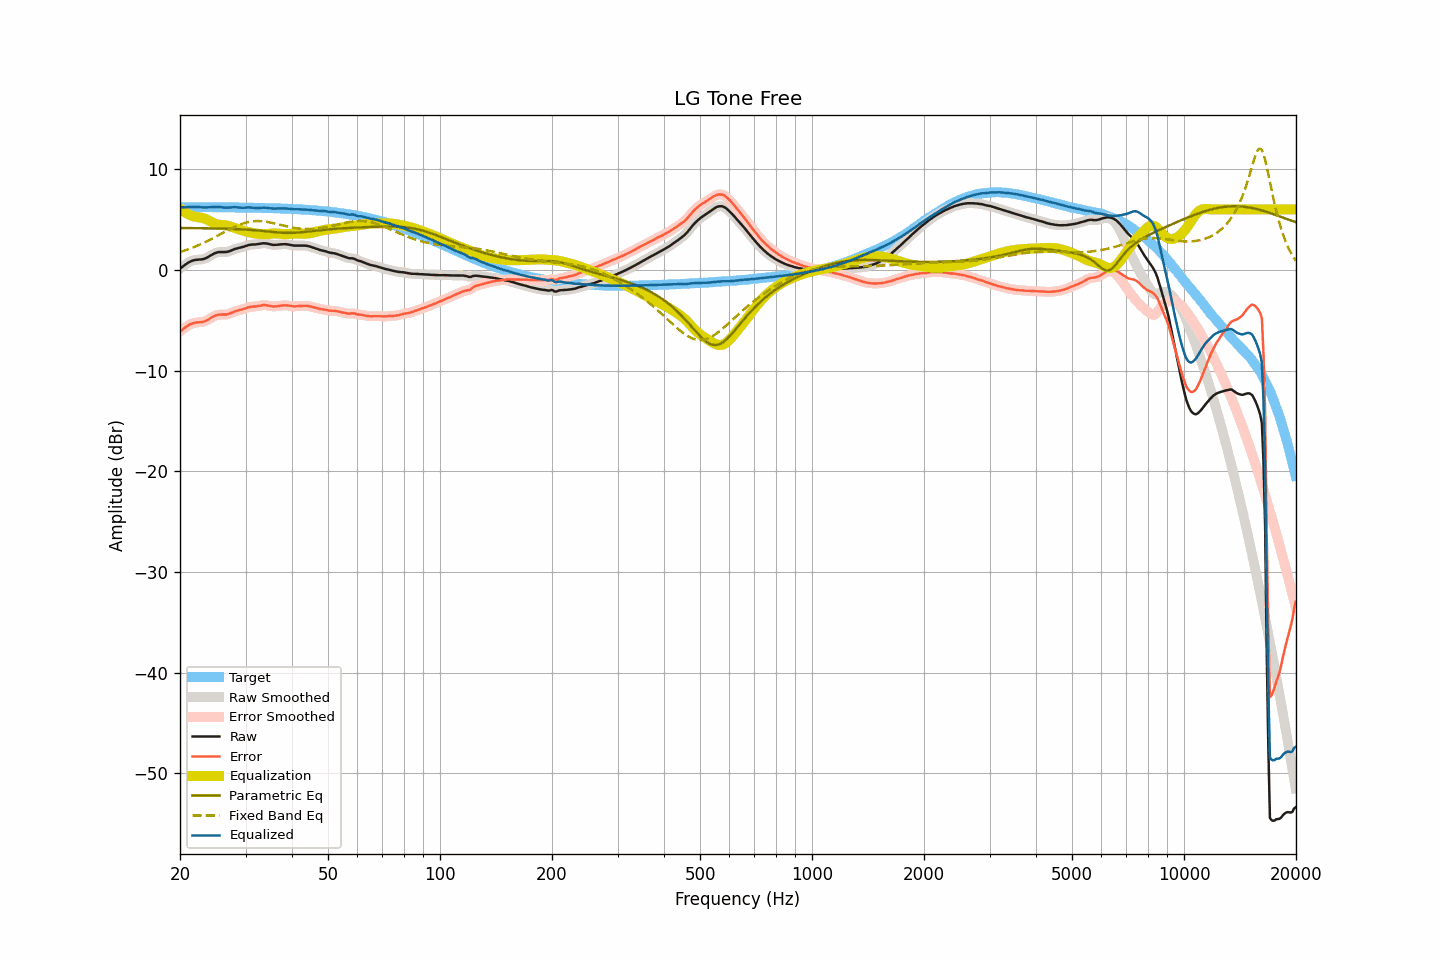 LG Tone Free
10
0
−10
−20
−30
−40
−50
Amplitude (dBr)
Target
Raw Smoothed
Error Smoothed
Raw
Error
Equalization
Parametric Eq
Fixed Band Eq
Equalized
20 50 100 200 500 1000 2000 5000 10000 20000
Frequency (Hz)